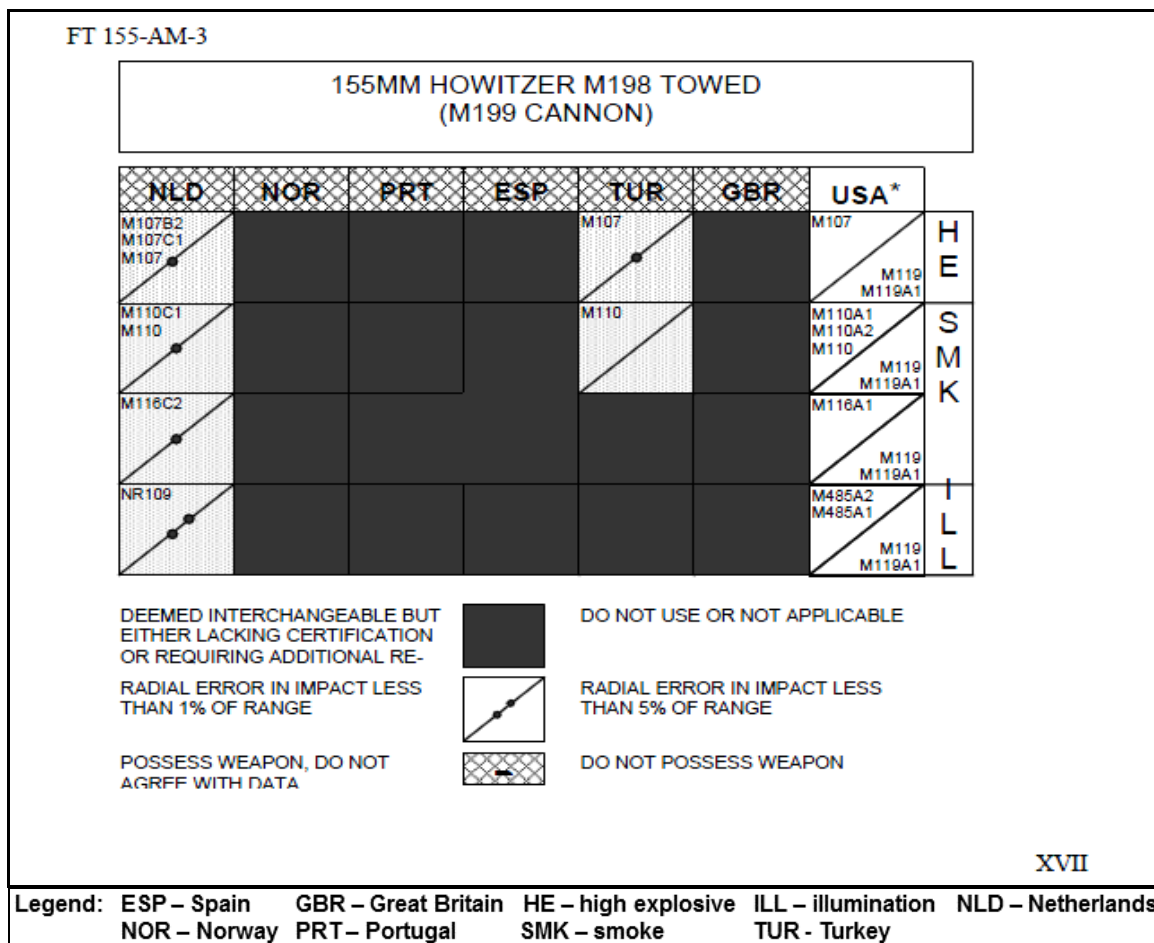 FT 155-AM-3
155MM HOWITZER M198 TOWED
(M199 CANNON)
NLD NOR PRT ESP TUR GBR USA*
M107B2
M107C1
M107
M107
M107
M119
M119A1
H
E
M110C1
M110
M110
M110A1
M110A2
M110
M119
M119A1
S
M
K
M116C2
M116A1
M119
M119A1
NR109
M485A2
M485A1
M119
M119A1
I
L
L
DEEMED INTERCHANGEABLE BUT
EITHER LACKING CERTIFICATION
OR REQUIRING ADDITIONAL RE-
DO NOT USE OR NOT APPLICABLE
RADIAL ERROR IN IMPACT LESS
THAN 1% OF RANGE
RADIAL ERROR IN IMPACT LESS
THAN 5% OF RANGE
POSSESS WEAPON, DO NOT
AGREE WITH DATA
DO NOT POSSESS WEAPON
XVII
Legend: ESP – Spain GBR – Great Britain HE – high explosive ILL – illumination NLD – Netherlands
NOR – Norway PRT – Portugal SMK – smoke TUR - Turkey